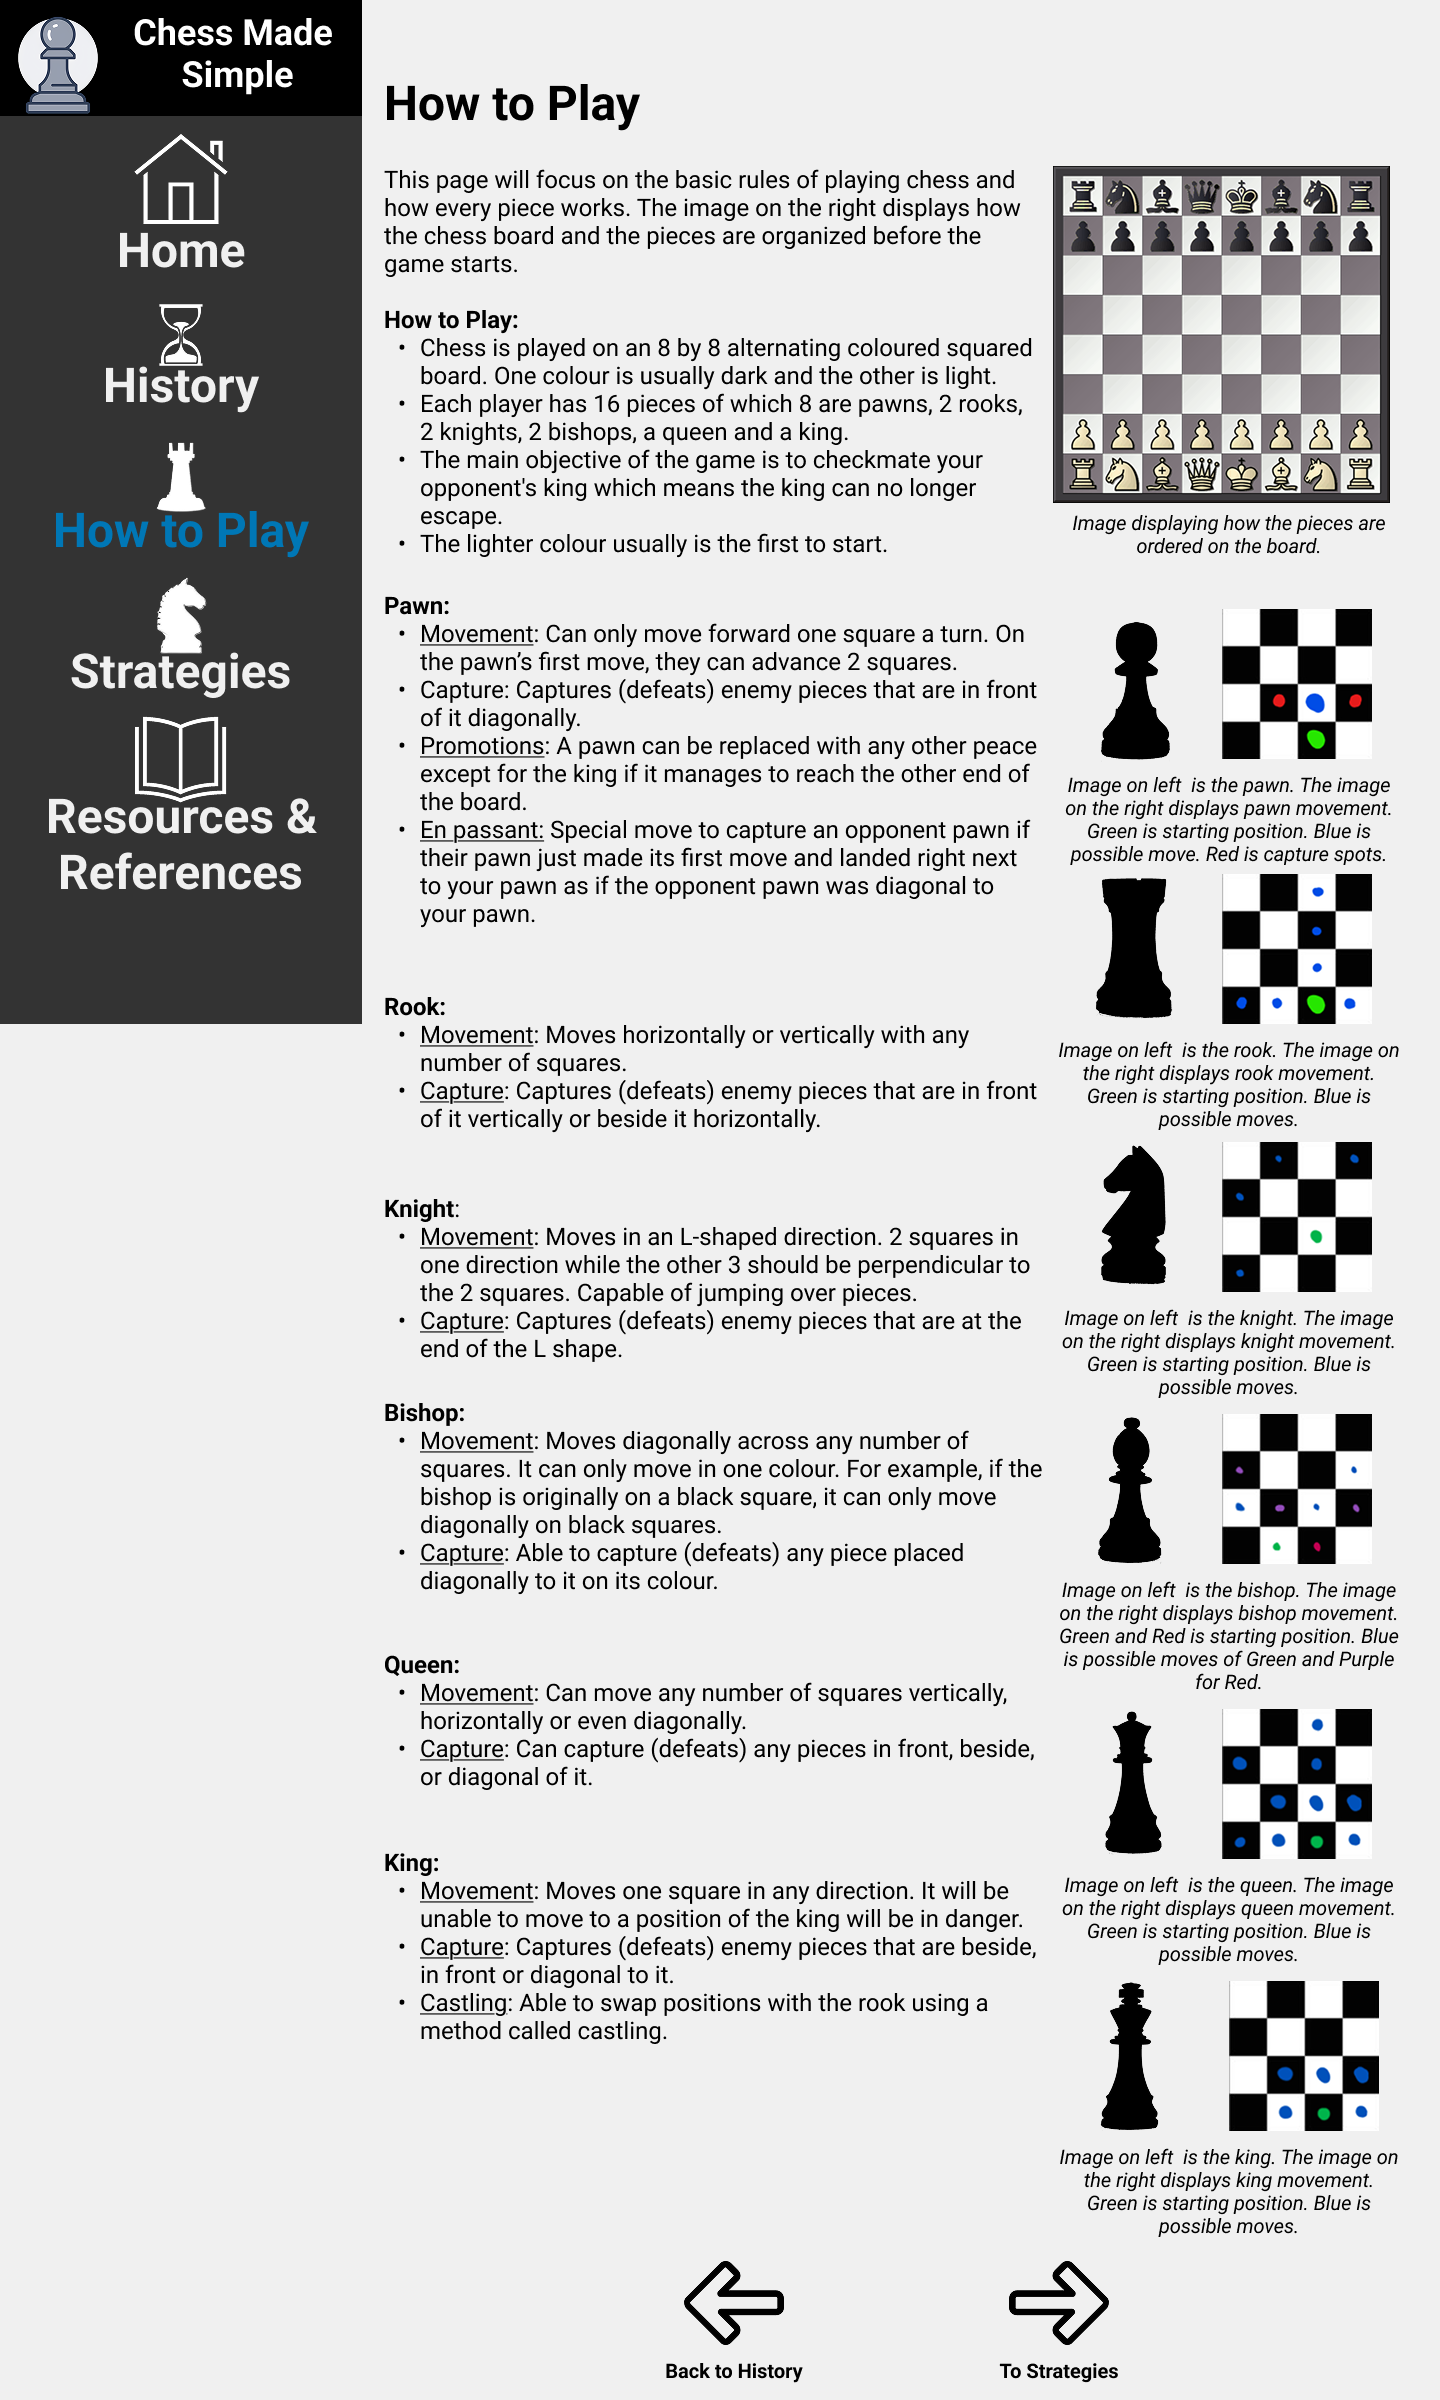 Chess Made
Simple
Home
History
How to Play
Strategies
Resources &
References
How to Play
This page will focus on the basic rules of playing chess and
how every piece works. The image on the right displays how
the chess board and the pieces are organized before the
game starts.
How to Play:
• Chess is played on an 8 by 8 alternating coloured squared
board. One colour is usually dark and the other is light.
• Each player has 16 pieces of which 8 are pawns, 2 rooks,
2 knights, 2 bishops, a queen and a king.
• The main objective of the game is to checkmate your
opponent's king which means the king can no longer
escape.
• The lighter colour usually is the first to start.
Image displaying how the pieces are
ordered on the board.
Pawn:
• Movement: Can only move forward one square a turn. On
the pawn’s first move, they can advance 2 squares.
• Capture: Captures (defeats) enemy pieces that are in front
of it diagonally.
• Promotions: A pawn can be replaced with any other peace
except for the king if it manages to reach the other end of
the board.
• En passant: Special move to capture an opponent pawn if
their pawn just made its first move and landed right next
to your pawn as if the opponent pawn was diagonal to
your pawn.
Image on left is the pawn. The image
on the right displays pawn movement.
Green is starting position. Blue is
possible move. Red is capture spots.
Rook:
• Movement: Moves horizontally or vertically with any
number of squares.
• Capture: Captures (defeats) enemy pieces that are in front
of it vertically or beside it horizontally.
Image on left is the rook. The image on
the right displays rook movement.
Green is starting position. Blue is
possible moves.
Knight:
• Movement: Moves in an L-shaped direction. 2 squares in
one direction while the other 3 should be perpendicular to
the 2 squares. Capable of jumping over pieces.
• Capture: Captures (defeats) enemy pieces that are at the
end of the L shape.
Image on left is the knight. The image
on the right displays knight movement.
Green is starting position. Blue is
possible moves.
Bishop:
• Movement: Moves diagonally across any number of
squares. It can only move in one colour. For example, if the
bishop is originally on a black square, it can only move
diagonally on black squares.
• Capture: Able to capture (defeats) any piece placed
diagonally to it on its colour.
Image on left is the bishop. The image
on the right displays bishop movement.
Green and Red is starting position. Blue
is possible moves of Green and Purple
for Red.
Queen:
• Movement: Can move any number of squares vertically,
horizontally or even diagonally.
• Capture: Can capture (defeats) any pieces in front, beside,
or diagonal of it.
Image on left is the queen. The image
on the right displays queen movement.
Green is starting position. Blue is
possible moves.
King:
• Movement: Moves one square in any direction. It will be
unable to move to a position of the king will be in danger.
• Capture: Captures (defeats) enemy pieces that are beside,
in front or diagonal to it.
• Castling: Able to swap positions with the rook using a
method called castling.
Image on left is the king. The image on
the right displays king movement.
Green is starting position. Blue is
possible moves.
Back to History
To Strategies